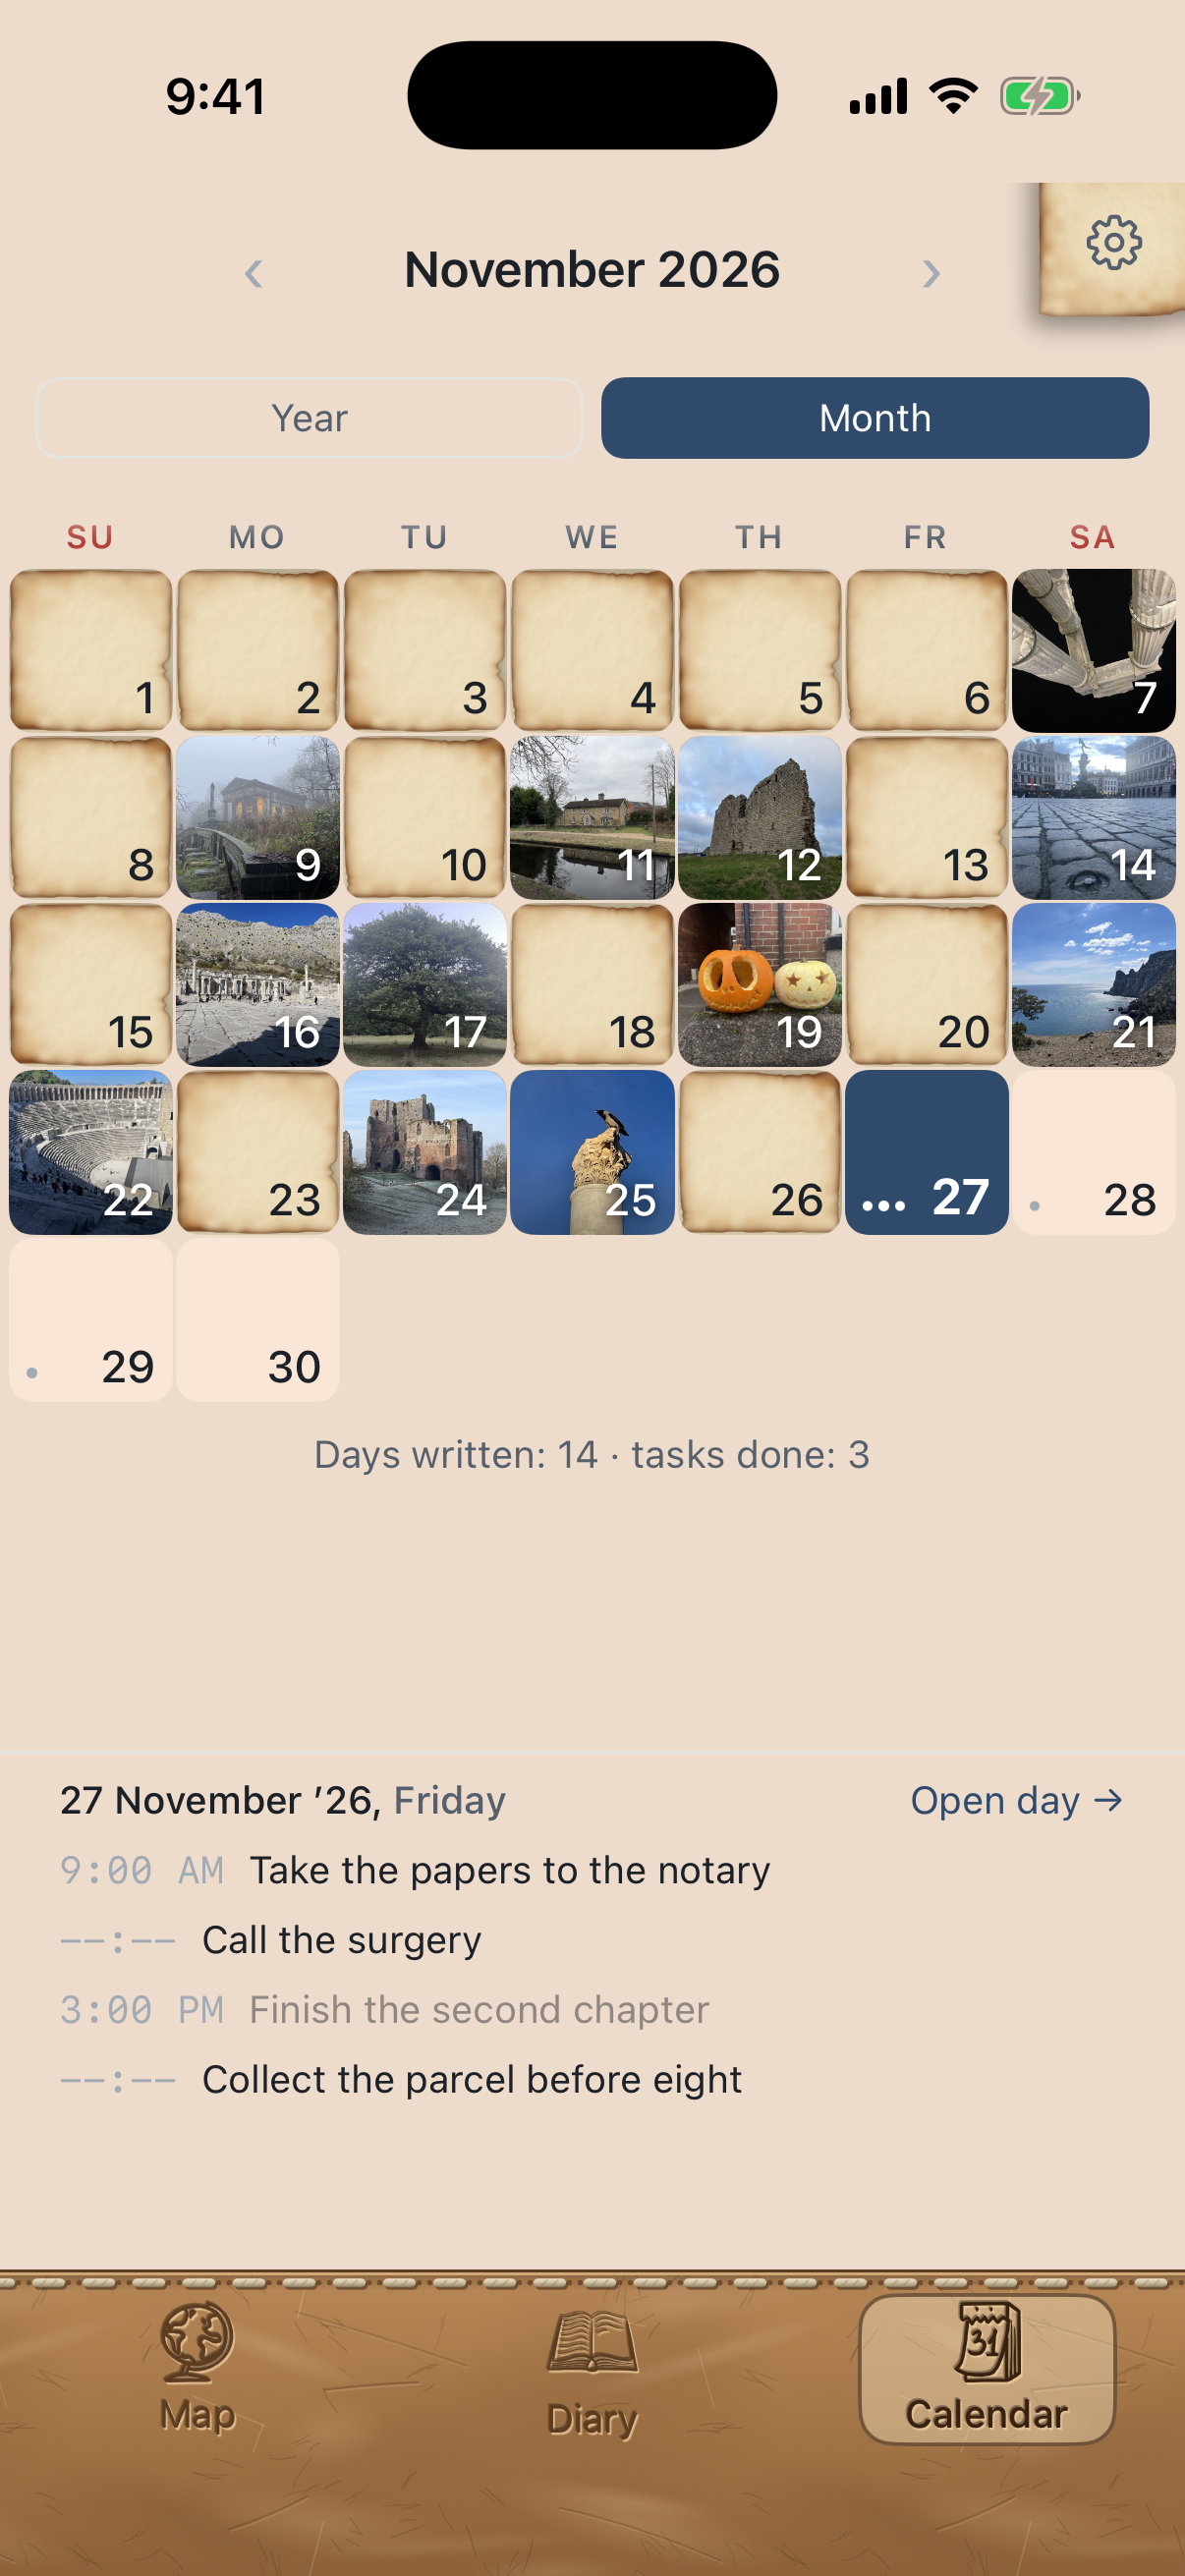 9:41
‹ November 2026 ›
Year Month
SU MO TU WE TH FR SA
1 2 3 4 5 6 7
8 9 10 11 12 13 14
15 16 17 18 19 20 21
22 23 24 25 26 ••• 27 • 28
• 29 30
Days written: 14 · tasks done: 3
27 November ’26, Friday Open day →
9:00 AM Take the papers to the notary
––:–– Call the surgery
3:00 PM Finish the second chapter
––:–– Collect the parcel before eight
31
Map Diary Calendar